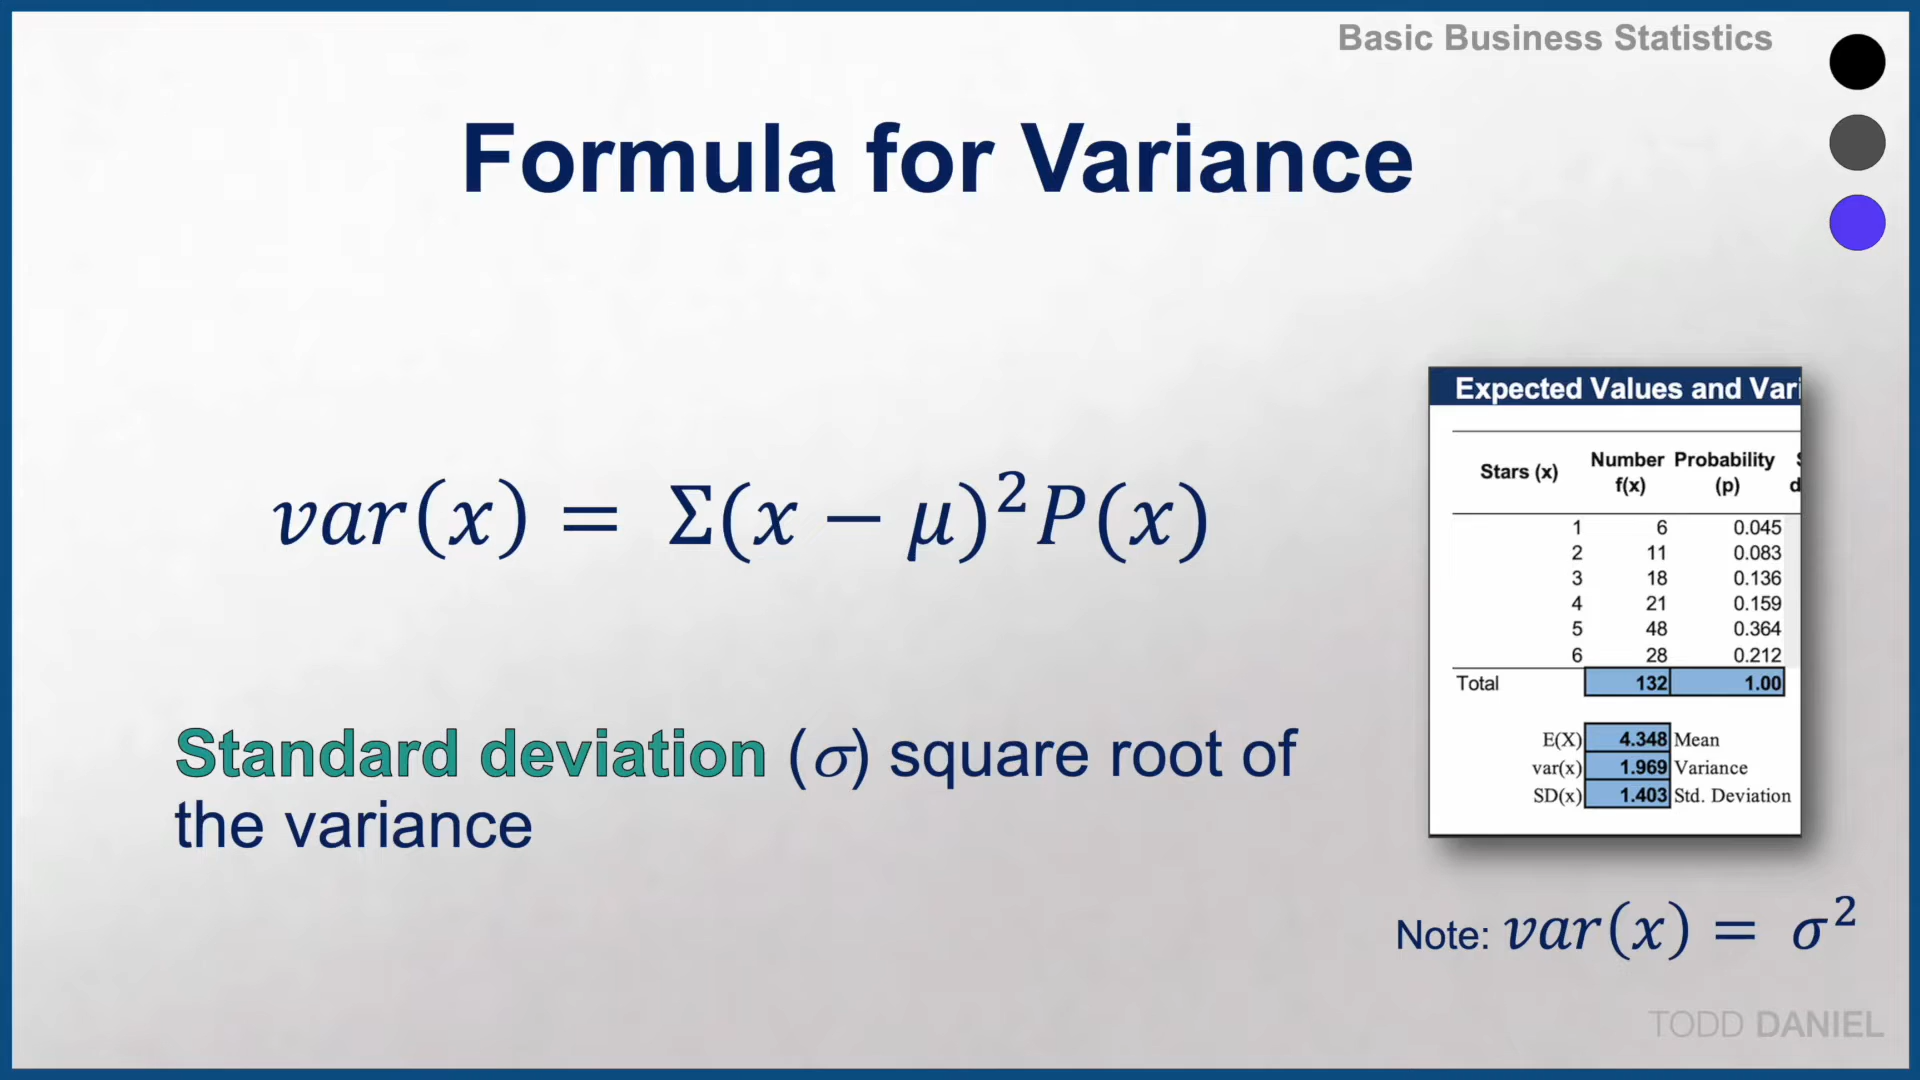 Basic Business Statistics
Formula for Variance
var(x) = Σ(x − μ)²P(x)
Standard deviation (σ) square root of
the variance
Expected Values and Vari
Stars (x) Number f(x) Probability (p)
1 6 0.045
2 11 0.083
3 18 0.136
4 21 0.159
5 48 0.364
6 28 0.212
Total 132 1.00
E(X) 4.348 Mean
var(x) 1.969 Variance
SD(x) 1.403 Std. Deviation
Note: var(x) = σ²
TODD DANIEL